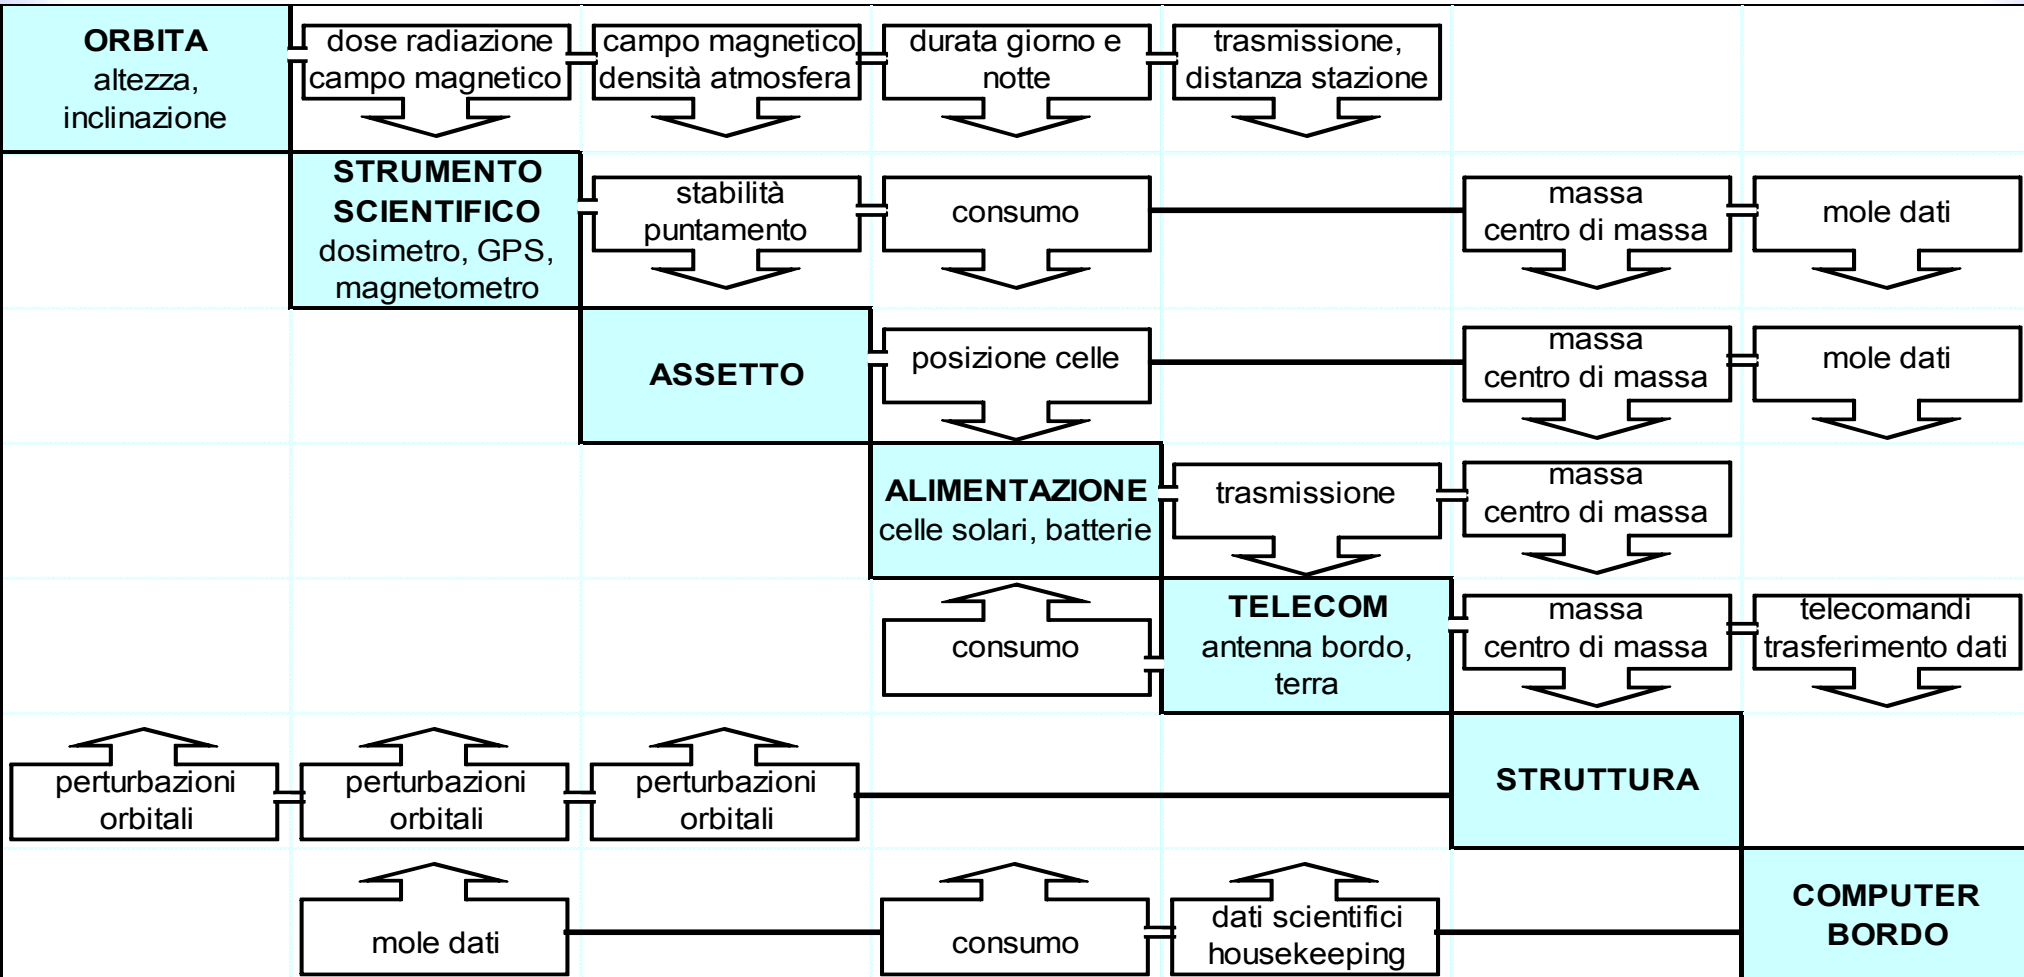 ORBITA
altezza,
inclinazione
dose radiazione
campo magnetico
campo magnetico
densità atmosfera
durata giorno e
notte
trasmissione,
distanza stazione
STRUMENTO
SCIENTIFICO
dosimetro, GPS,
magnetometro
stabilità
puntamento
consumo
massa
centro di massa
mole dati
ASSETTO
posizione celle
massa
centro di massa
mole dati
ALIMENTAZIONE
celle solari, batterie
trasmissione
massa
centro di massa
consumo
TELECOM
antenna bordo,
terra
massa
centro di massa
telecomandi
trasferimento dati
perturbazioni
orbitali
perturbazioni
orbitali
perturbazioni
orbitali
STRUTTURA
mole dati
consumo
dati scientifici
housekeeping
COMPUTER
BORDO